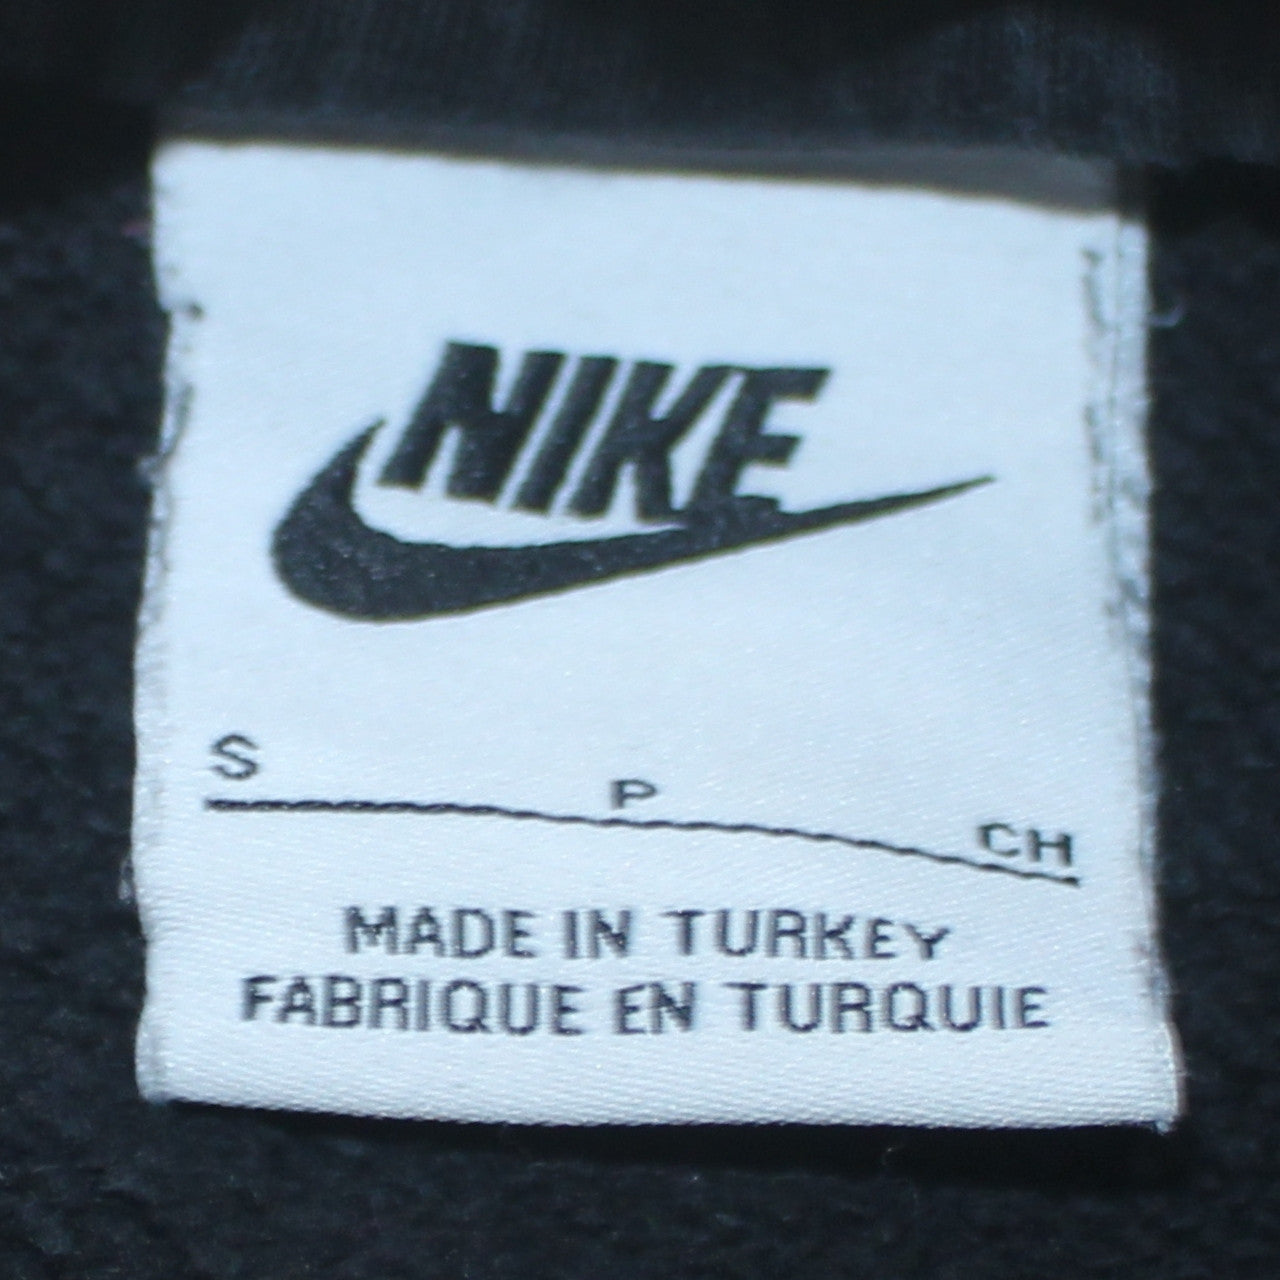 NIKE
S P CH
MADE IN TURKEY
FABRIQUE EN TURQUIE